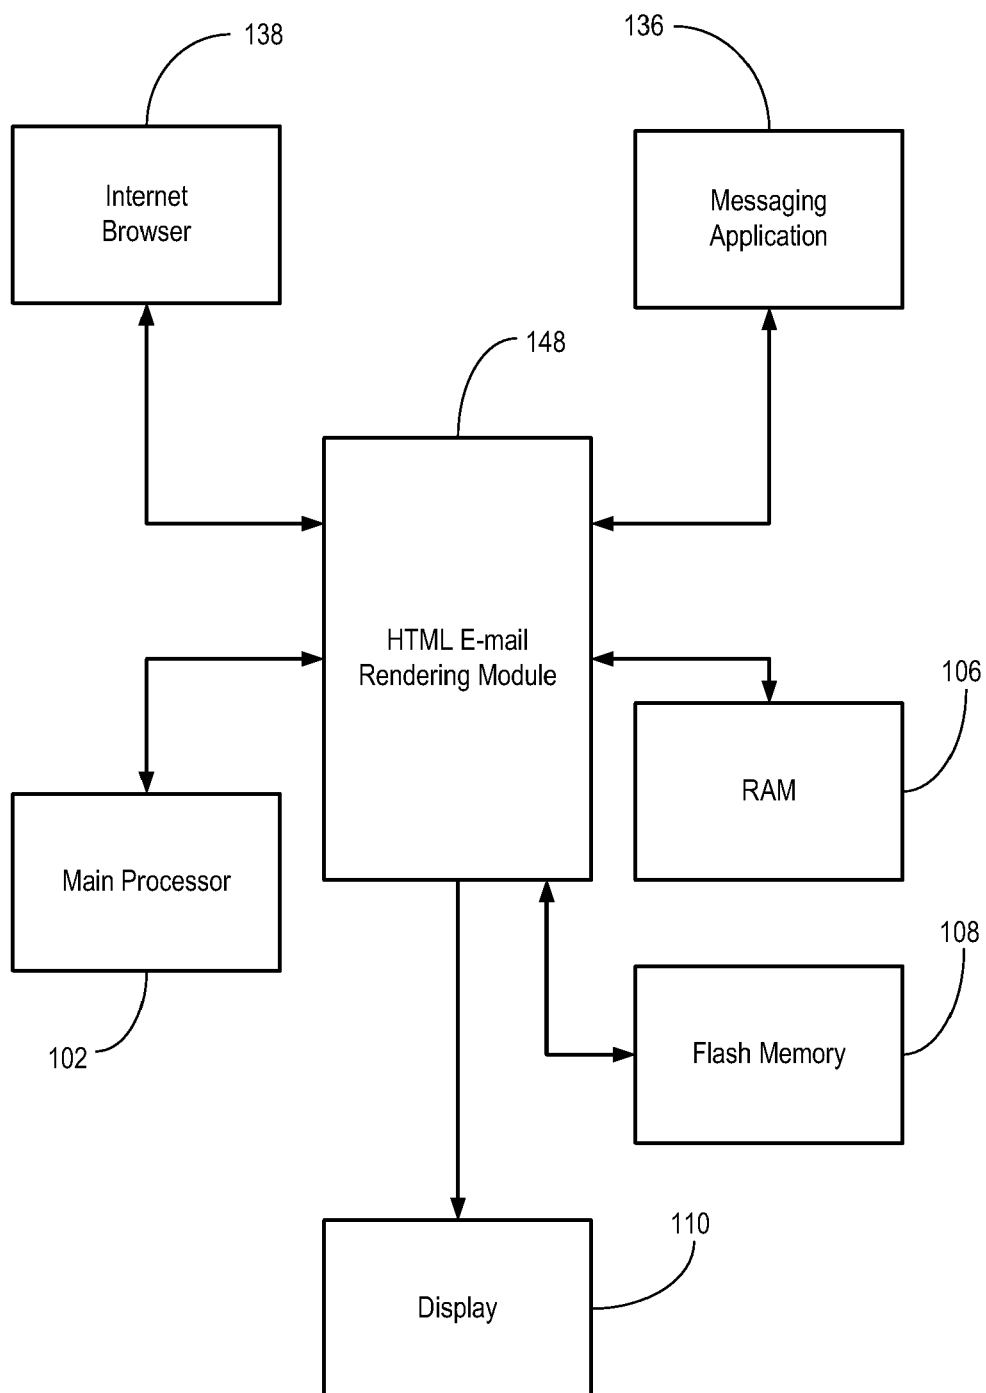 138
136
Internet
Browser
Messaging
Application
148
HTML E-mail
Rendering Module
106
RAM
Main Processor
108
102
Flash Memory
110
Display